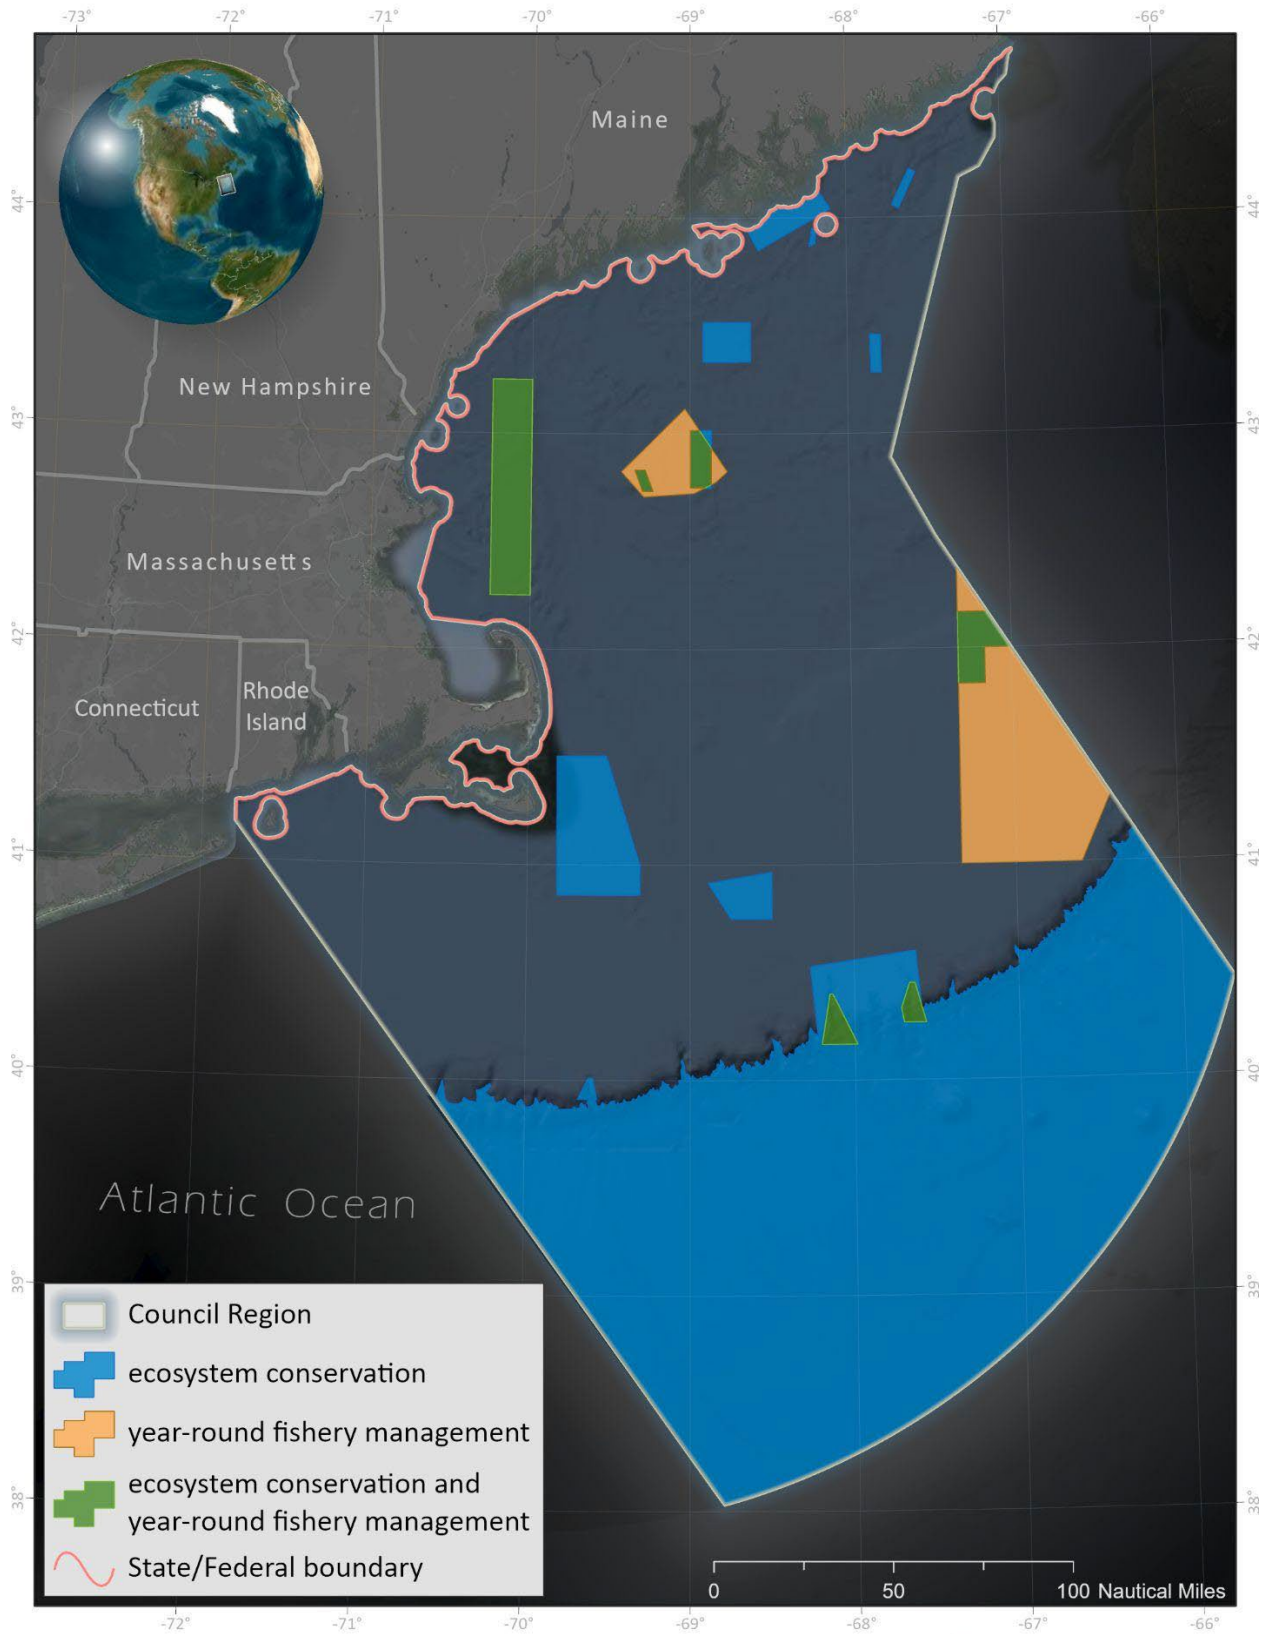 -73° -72° -71° -70° -69° -68° -67° -66°
Maine
44° 44°
New Hampshire
43° 43°
Massachusetts
42° 42°
Connecticut
Rhode
Island
41° 41°
40° 40°
Atlantic Ocean
39° 39°
Council Region
ecosystem conservation
year-round fishery management
ecosystem conservation and
year-round fishery management
38° 38°
State/Federal boundary
0 50 100 Nautical Miles
-72° -71° -70° -69° -68° -67° -66°